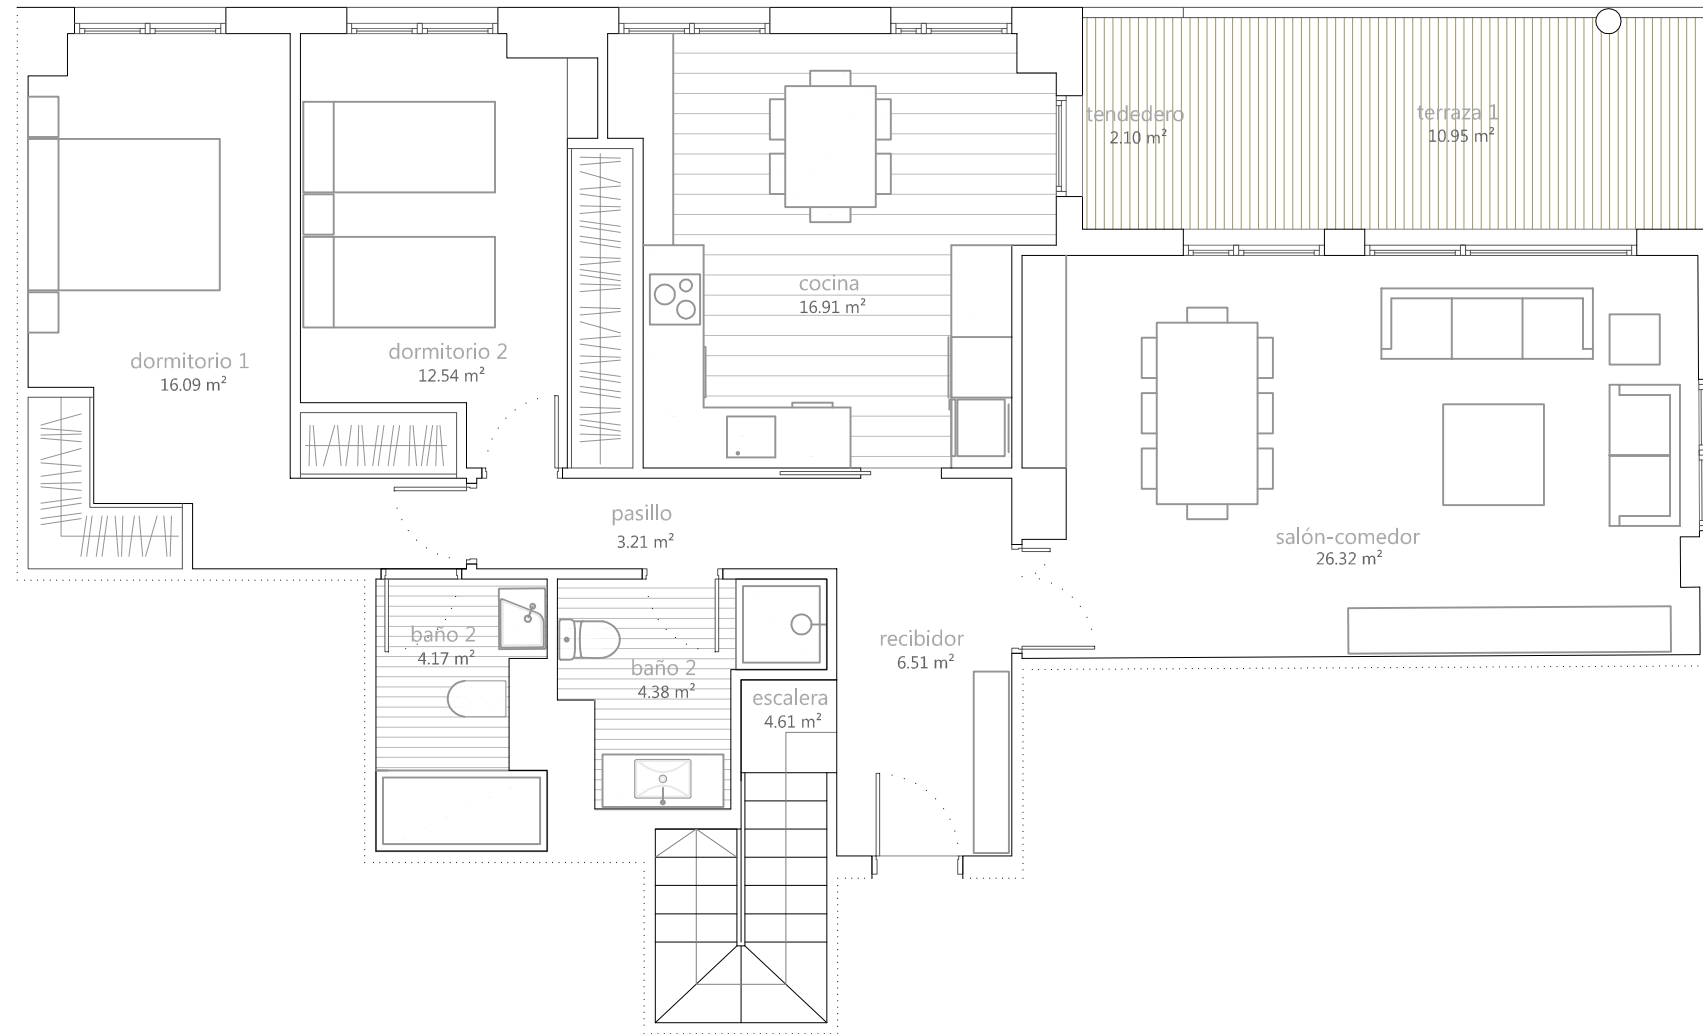 tendedero
2.10 m²
terraza 1
10.95 m²
cocina
16.91 m²
dormitorio 1
16.09 m²
dormitorio 2
12.54 m²
pasillo
3.21 m²
salón-comedor
26.32 m²
baño 2
4.17 m²
baño 2
4.38 m²
recibidor
6.51 m²
escalera
4.61 m²